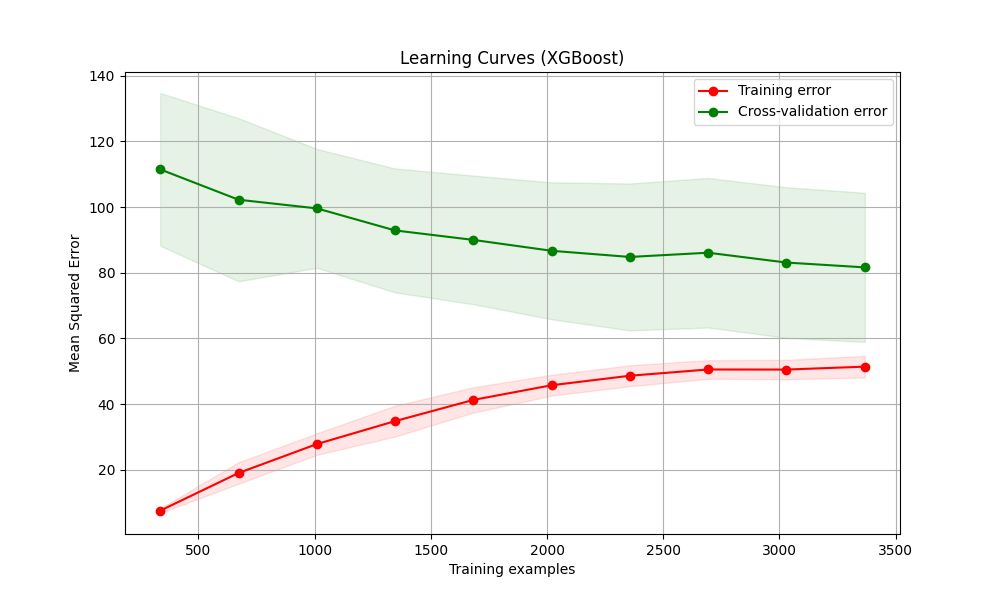 Learning Curves (XGBoost)
Training error
Cross-validation error
Mean Squared Error
140
120
100
80
60
40
20
500
1000
1500
2000
2500
3000
3500
Training examples